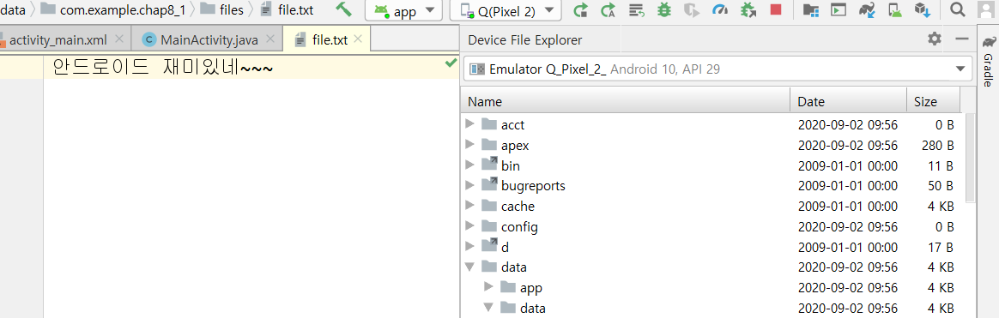 data com.example.chap8_1 files file.txt app Q(Pixel 2)
activity_main.xml MainActivity.java file.txt
Device File Explorer
안드로이드 재미있네~~~
Emulator Q_Pixel_2_ Android 10, API 29
Gradle
Name Date Size
acct 2020-09-02 09:56 0 B
apex 2020-09-02 09:56 280 B
bin 2009-01-01 00:00 11 B
bugreports 2009-01-01 00:00 50 B
cache 2009-01-01 00:00 4 KB
config 2020-09-02 09:56 0 B
d 2009-01-01 00:00 17 B
data 2020-09-02 09:56 4 KB
app 2020-09-02 09:56 4 KB
data 2020-09-02 09:56 4 KB